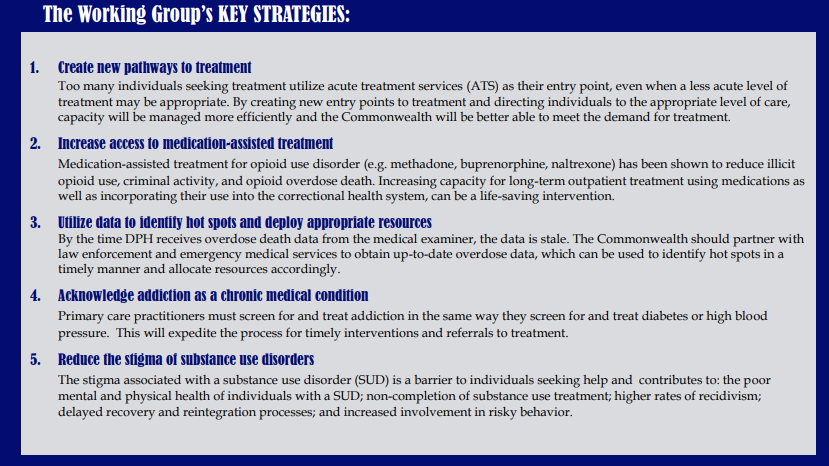 The Working Group's KEY STRATEGIES:
1. Create new pathways to treatment
Too many individuals seeking treatment utilize acute treatment services (ATS) as their entry point, even when a less acute level of
treatment may be appropriate. By creating new entry points to treatment and directing individuals to the appropriate level of care,
capacity will be managed more efficiently and the Commonwealth will be better able to meet the demand for treatment.
2. Increase access to medication-assisted treatment
Medication-assisted treatment for opioid use disorder (e.g. methadone, buprenorphine, naltrexone) has been shown to reduce illicit
opioid use, criminal activity, and opioid overdose death. Increasing capacity for long-term outpatient treatment using medications as
well as incorporating their use into the correctional health system, can be a life-saving intervention.
3. Utilize data to identify hot spots and deploy appropriate resources
By the time DPH receives overdose death data from the medical examiner, the data is stale. The Commonwealth should partner with
law enforcement and emergency medical services to obtain up-to-date overdose data, which can be used to identify hot spots in a
timely manner and allocate resources accordingly.
4. Acknowledge addiction as a chronic medical condition
Primary care practitioners must screen for and treat addiction in the same way they screen for and treat diabetes or high blood
pressure. This will expedite the process for timely interventions and referrals to treatment.
5. Reduce the stigma of substance use disorders
The stigma associated with a substance use disorder (SUD) is a barrier to individuals seeking help and contributes to: the poor
mental and physical health of individuals with a SUD; non-completion of substance use treatment; higher rates of recidivism;
delayed recovery and reintegration processes; and increased involvement in risky behavior.